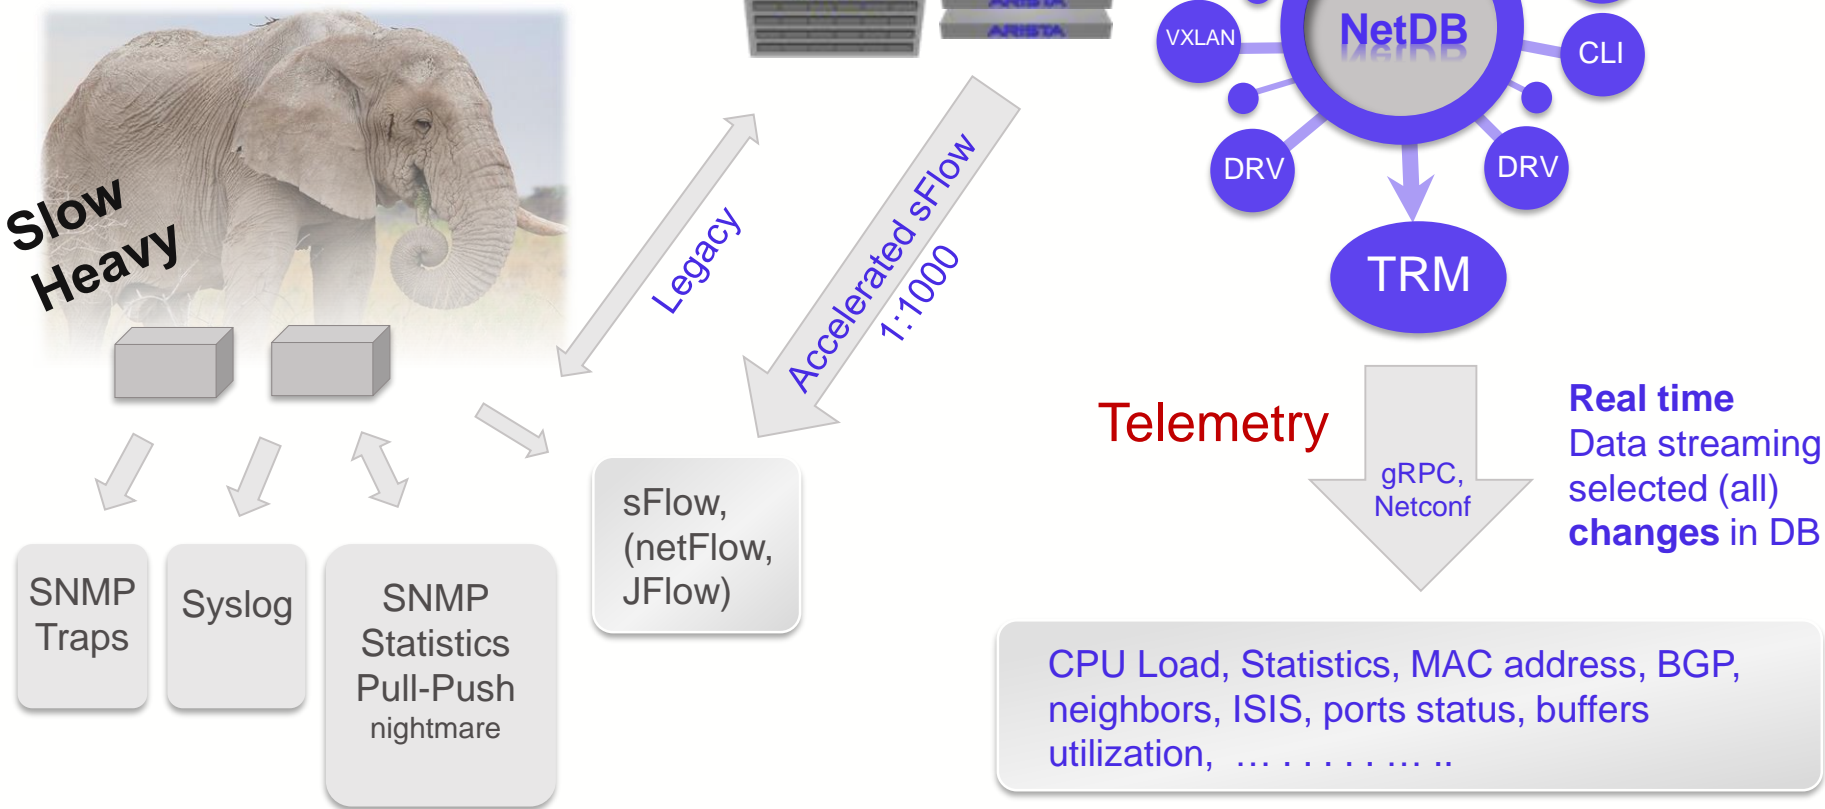 ARISTA
ARISTA
NetDB
VXLAN
CLI
DRV
DRV
TRM
Slow
Heavy
Legacy
Accelerated sFlow
1:1000
Telemetry
gRPC,
Netconf
Real time
Data streaming
selected (all)
changes in DB
SNMP
Traps
Syslog
SNMP
Statistics
Pull-Push
nightmare
sFlow,
(netFlow,
JFlow)
CPU Load, Statistics, MAC address, BGP,
neighbors, ISIS, ports status, buffers
utilization, … . . . . . … ..